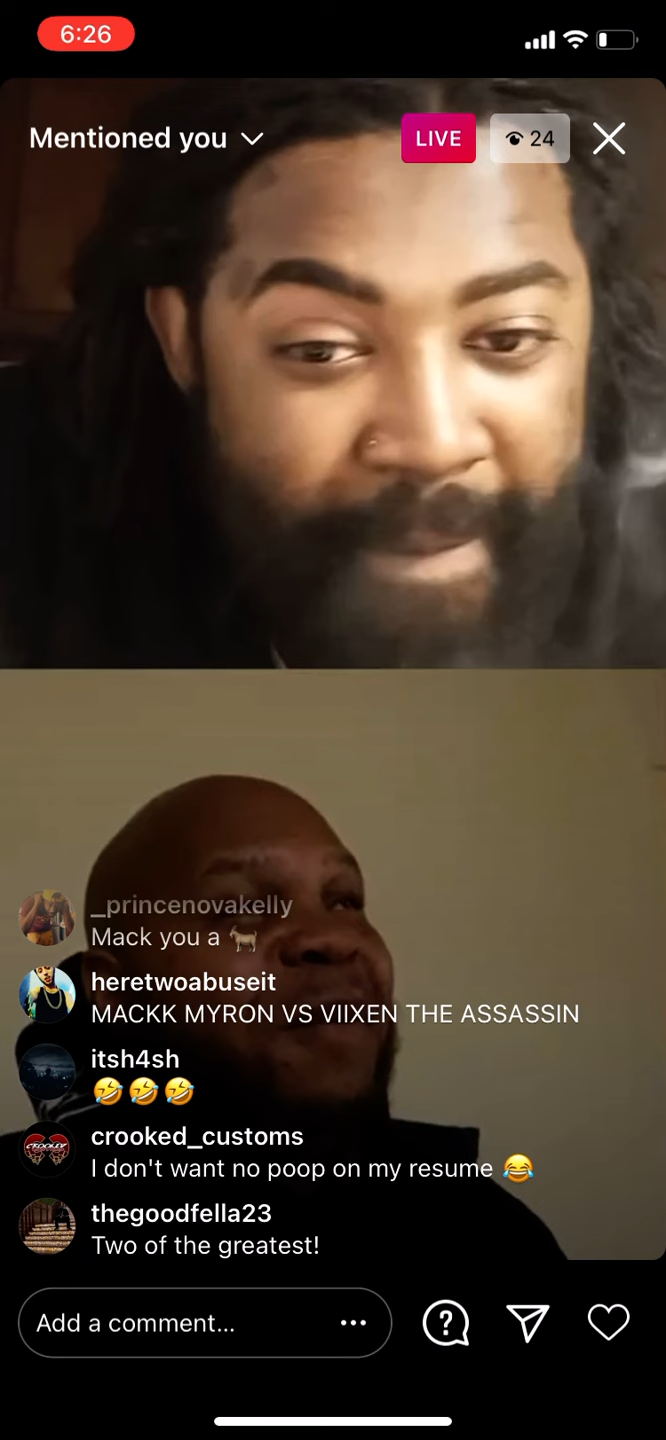 6:26
Mentioned you
LIVE
24
_princenovakelly
Mack you a 🐐
heretwoabuseit
MACKK MYRON VS VIIXEN THE ASSASSIN
itsh4sh
🤣🤣🤣
crooked_customs
I don't want no poop on my resume 😂
thegoodfella23
Two of the greatest!
Add a comment...